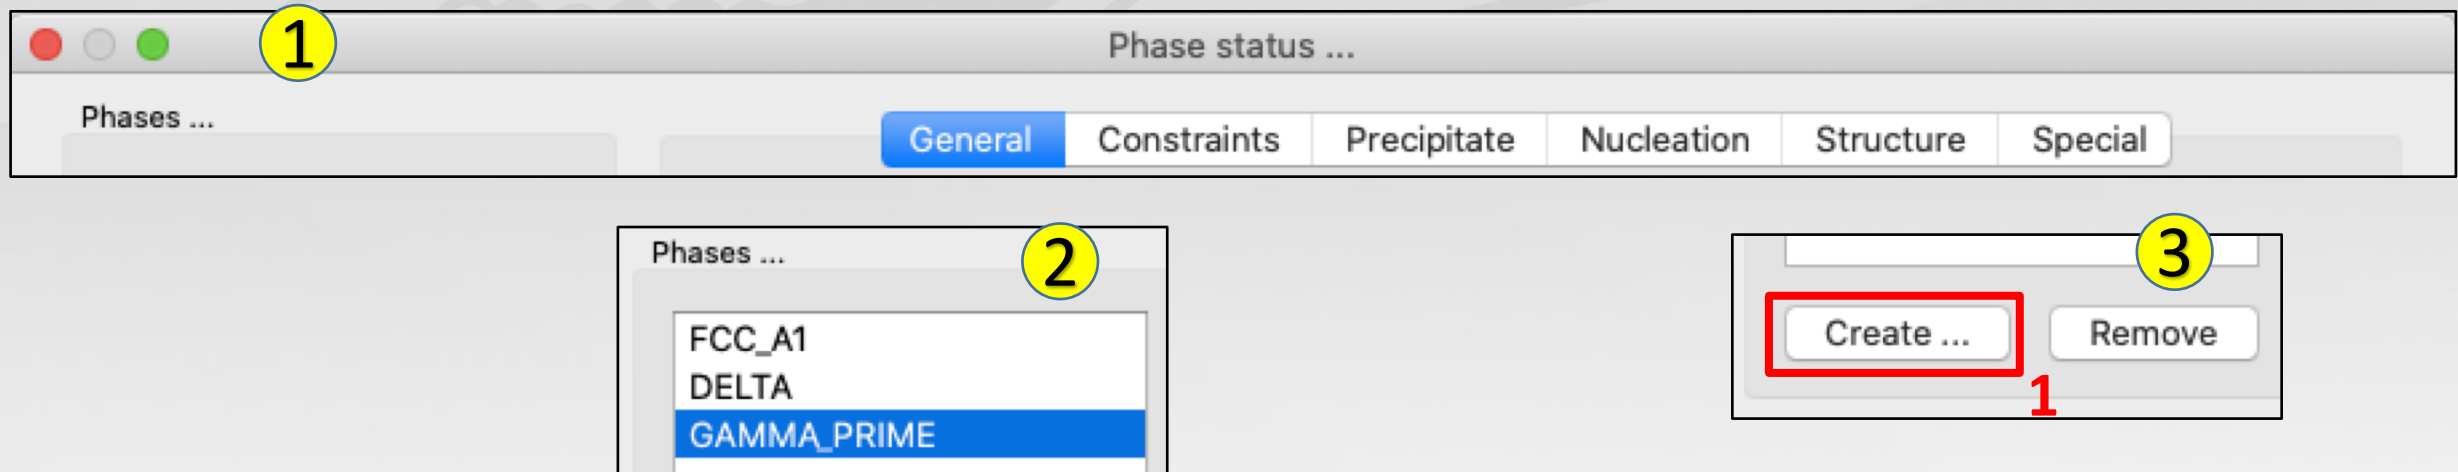 1
Phase status ...
Phases ...
General Constraints Precipitate Nucleation Structure Special
Phases ...
2
FCC_A1
DELTA
GAMMA_PRIME
3
Create ... Remove
1